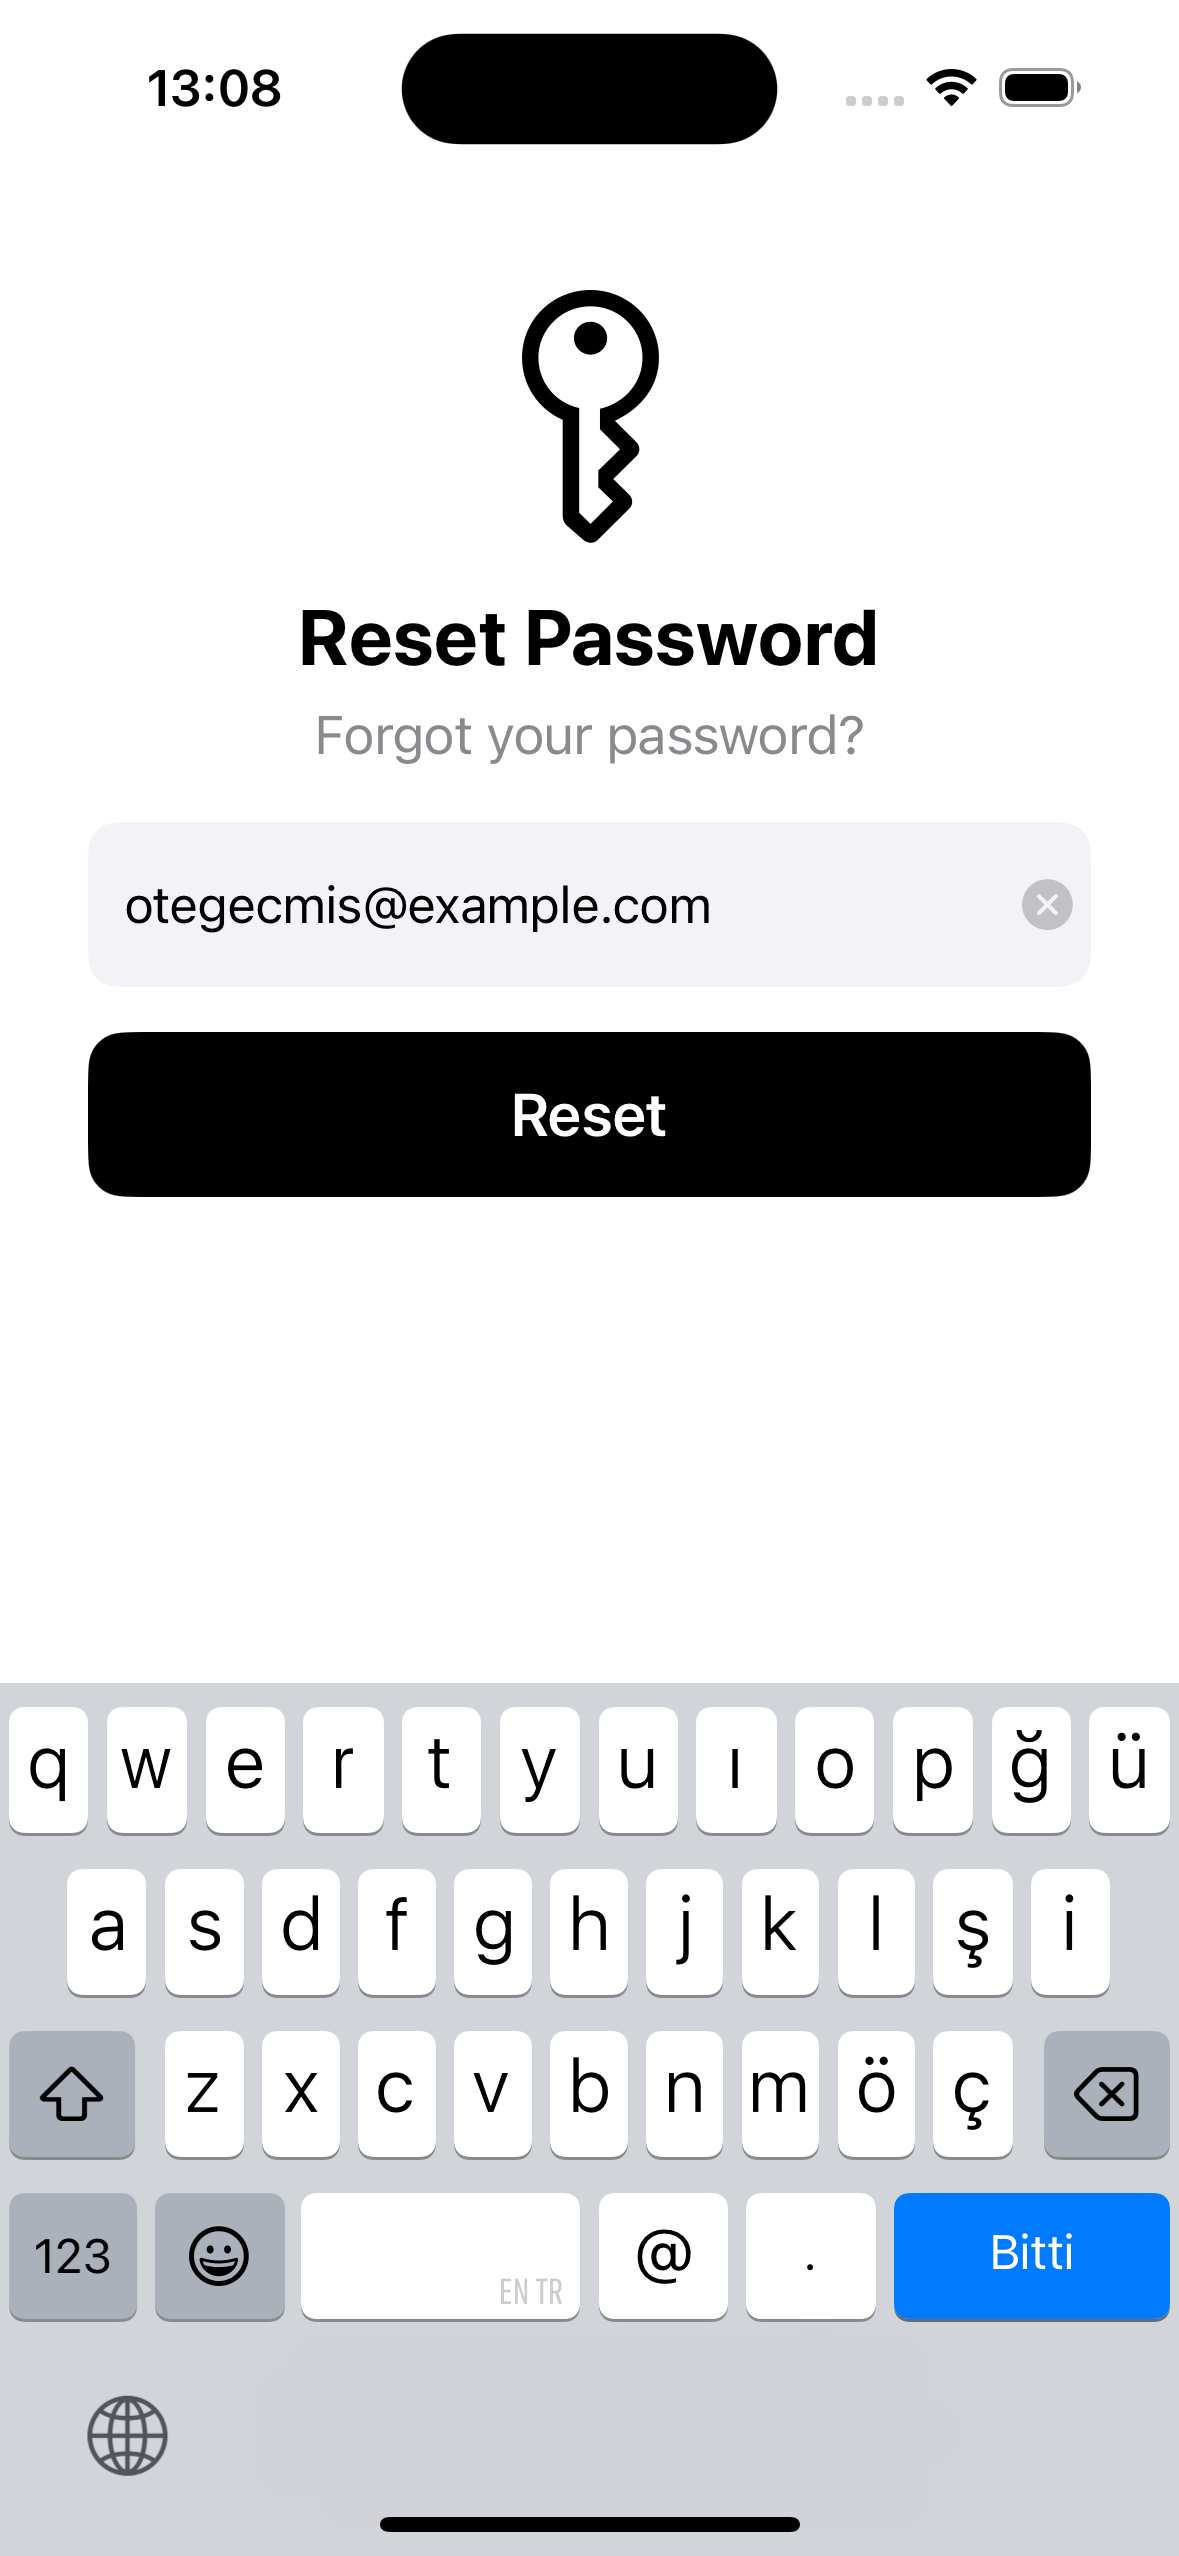 13:08
Reset Password
Forgot your password?
otegecmis@example.com
Reset
q w e r t y u ı o p ğ ü
a s d f g h j k l ş i
z x c v b n m ö ç
123 EN TR @ . Bitti